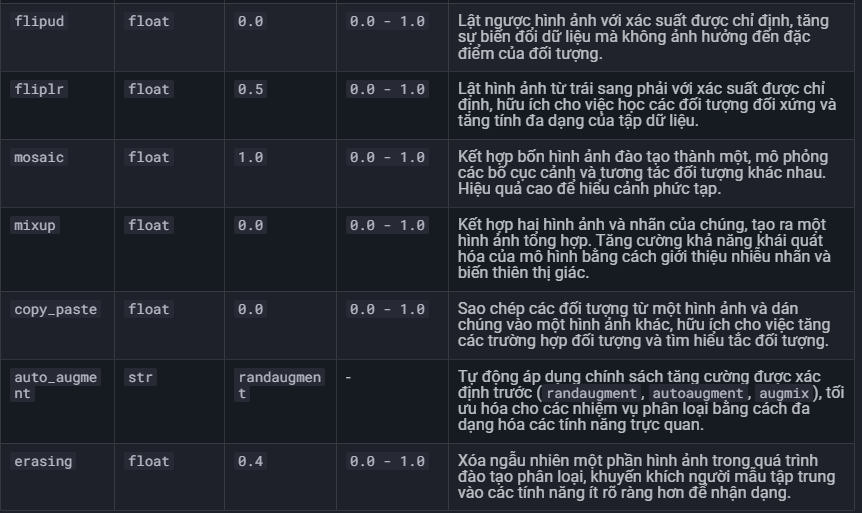 flipud float 0.0 0.0 - 1.0 Lật ngược hình ảnh với xác suất được chỉ định, tăng
sự biến đổi dữ liệu mà không ảnh hưởng đến đặc
điểm của đối tượng.
fliplr float 0.5 0.0 - 1.0 Lật hình ảnh từ trái sang phải với xác suất được chỉ
định, hữu ích cho việc học các đối tượng đối xứng và
tăng tính đa dạng của tập dữ liệu.
mosaic float 1.0 0.0 - 1.0 Kết hợp bốn hình ảnh đào tạo thành một, mô phỏng
các bố cục cảnh và tương tác đối tượng khác nhau.
Hiệu quả cao để hiểu cảnh phức tạp.
mixup float 0.0 0.0 - 1.0 Kết hợp hai hình ảnh và nhãn của chúng, tạo ra một
hình ảnh tổng hợp. Tăng cường khả năng khái quát
hóa của mô hình bằng cách giới thiệu nhiễu nhãn và
biến thiên thị giác.
copy_paste float 0.0 0.0 - 1.0 Sao chép các đối tượng từ một hình ảnh và dán
chúng vào một hình ảnh khác, hữu ích cho việc tăng
các trường hợp đối tượng và tìm hiểu tắc đối tượng.
auto_augme str randaugmen - Tự động áp dụng chính sách tăng cường được xác
nt t định trước ( randaugment, autoaugment, augmix), tối
ưu hóa cho các nhiệm vụ phân loại bằng cách đa
dạng hóa các tính năng trực quan.
erasing float 0.4 0.0 - 1.0 Xóa ngẫu nhiên một phần hình ảnh trong quá trình
đào tạo phân loại, khuyến khích người mẫu tập trung
vào các tính năng ít rõ ràng hơn để nhận dạng.